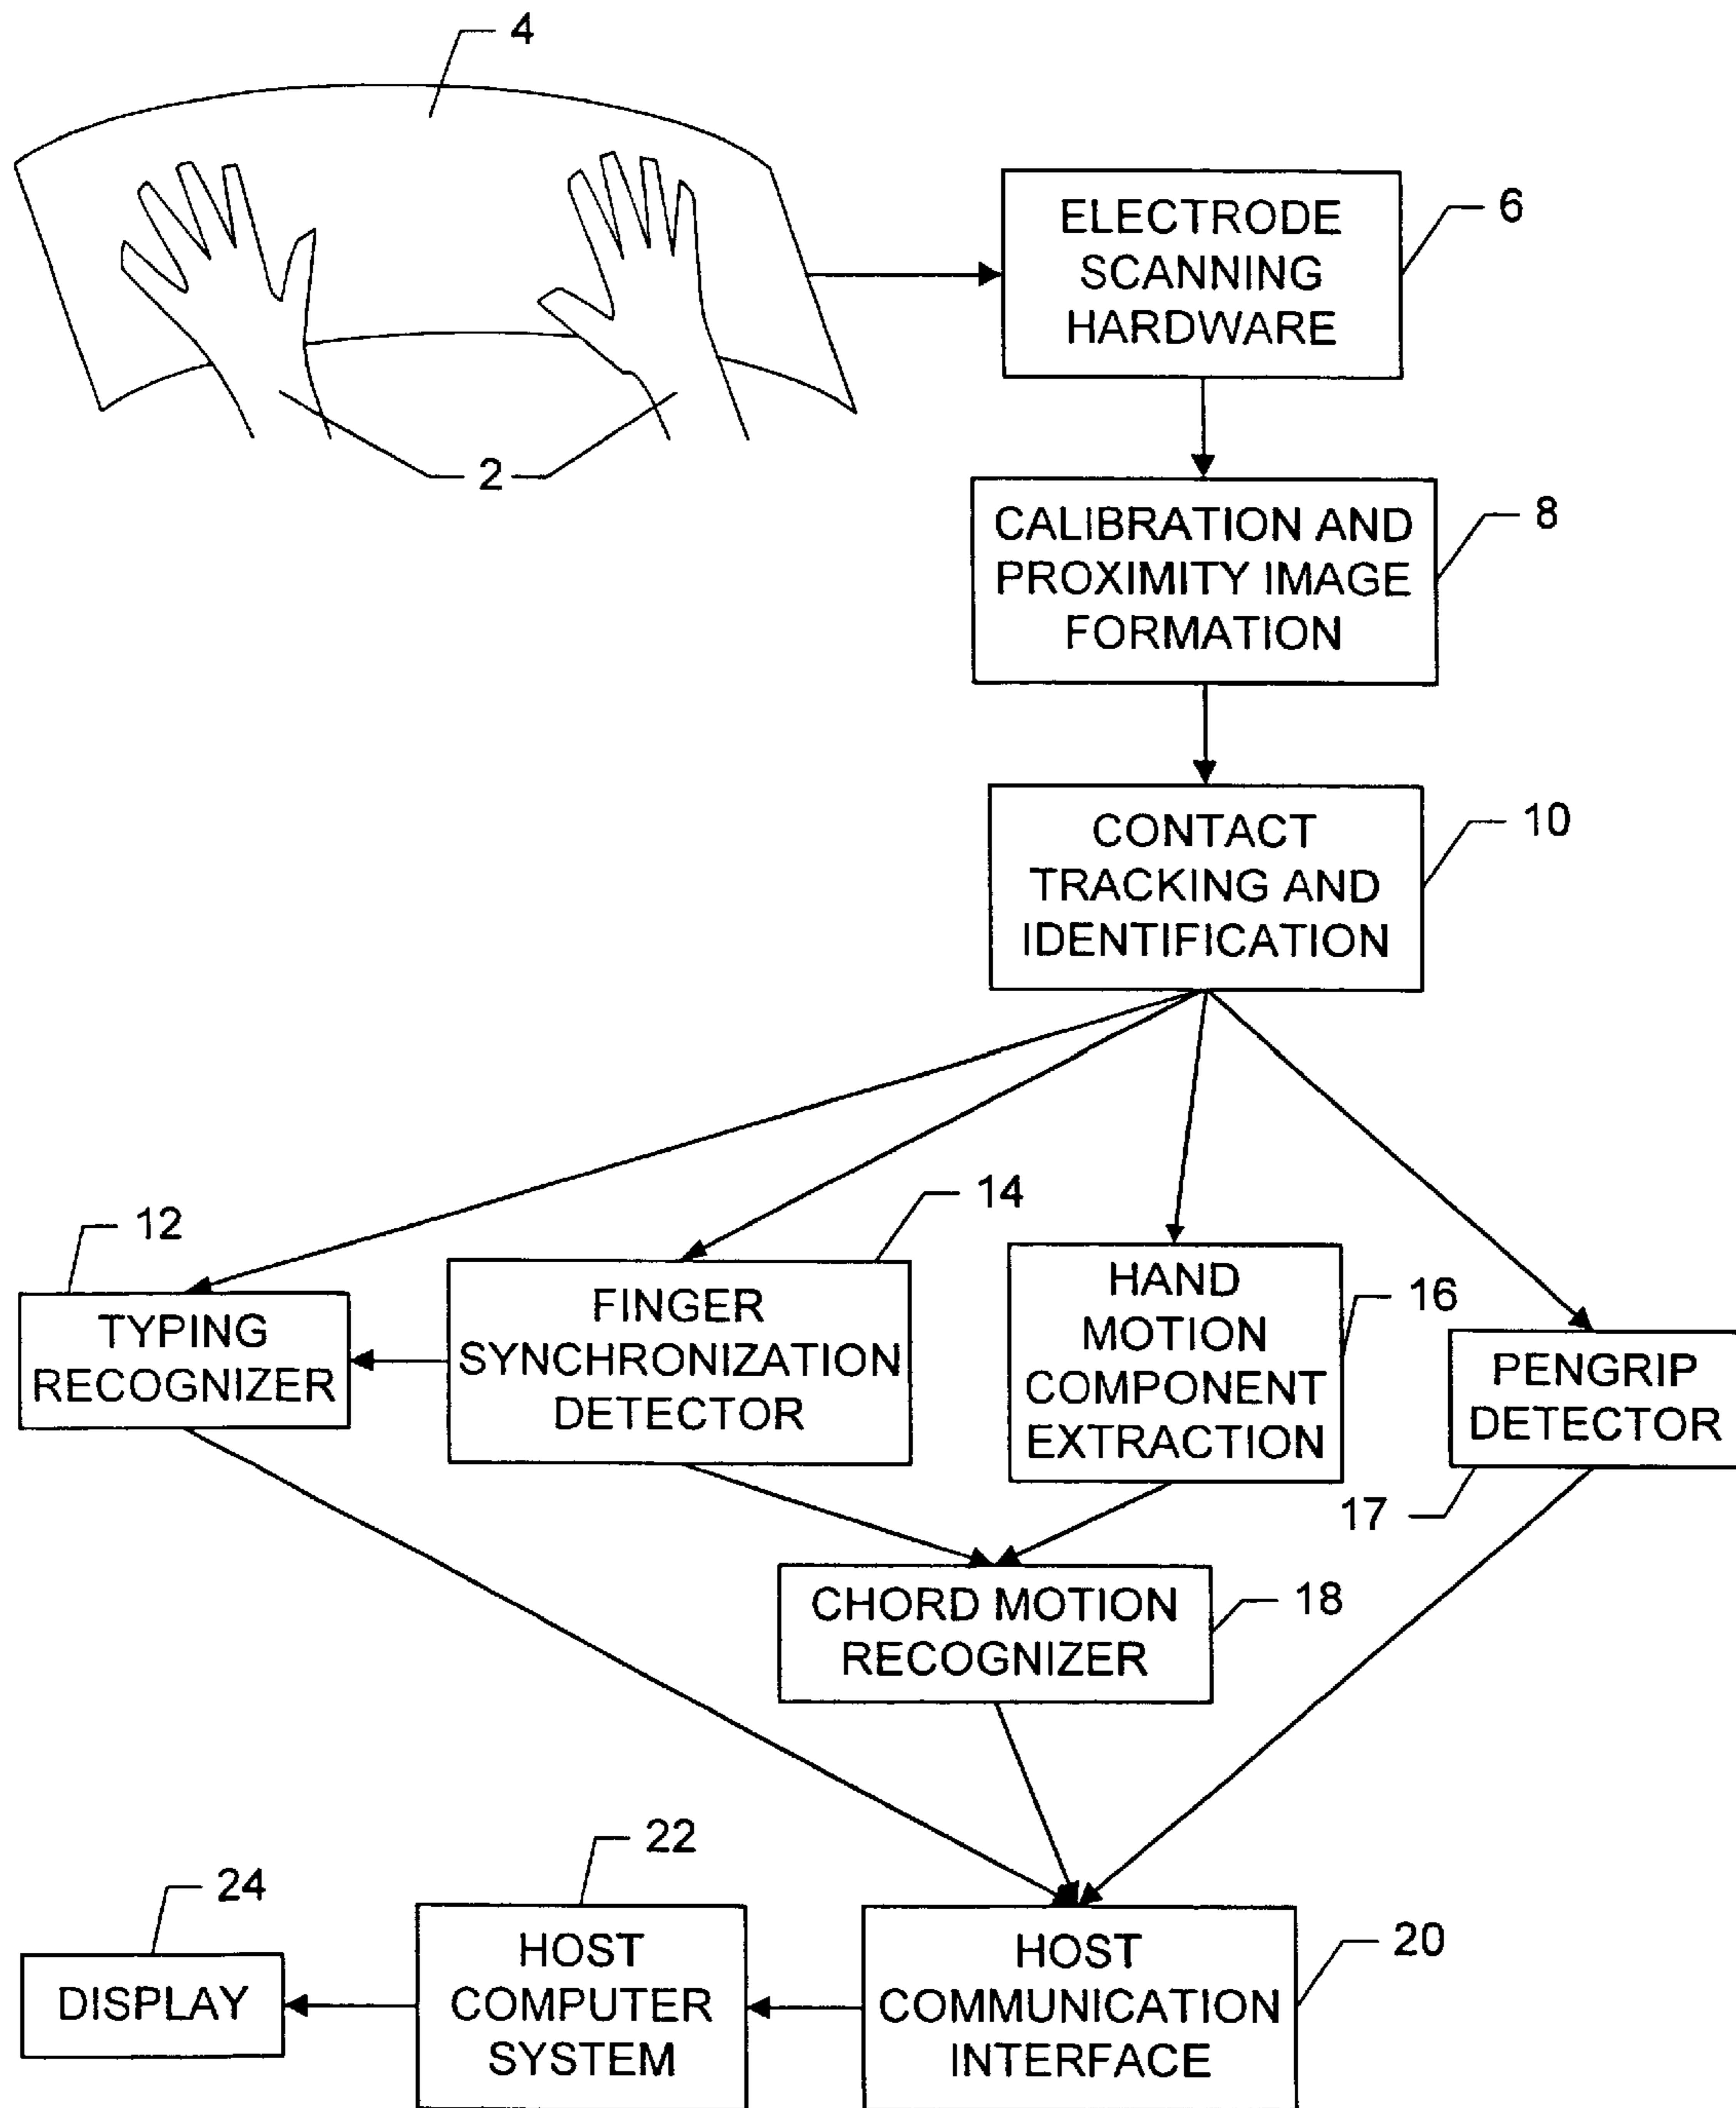 4
ELECTRODE
SCANNING
HARDWARE
6
2
CALIBRATION AND
PROXIMITY IMAGE
FORMATION
8
CONTACT
TRACKING AND
IDENTIFICATION
10
12
TYPING
RECOGNIZER
14
FINGER
SYNCHRONIZATION
DETECTOR
HAND
MOTION
COMPONENT
EXTRACTION
16
PENGRIP
DETECTOR
17
CHORD MOTION
RECOGNIZER
18
24
DISPLAY
22
HOST
COMPUTER
SYSTEM
HOST
COMMUNICATION
INTERFACE
20